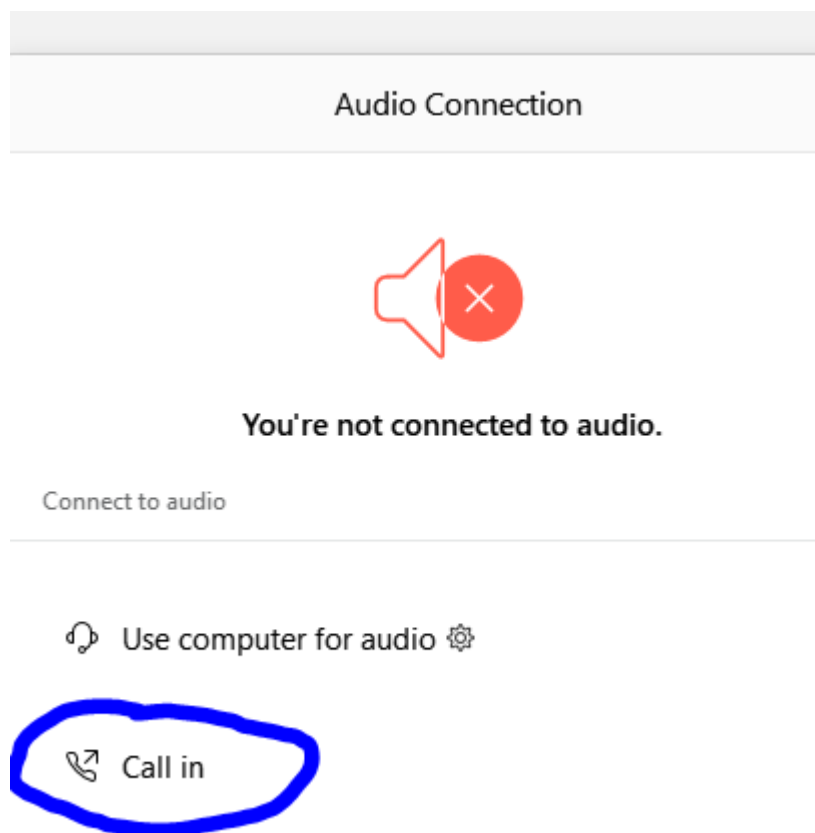 Audio Connection
You're not connected to audio.
Connect to audio
Use computer for audio
Call in